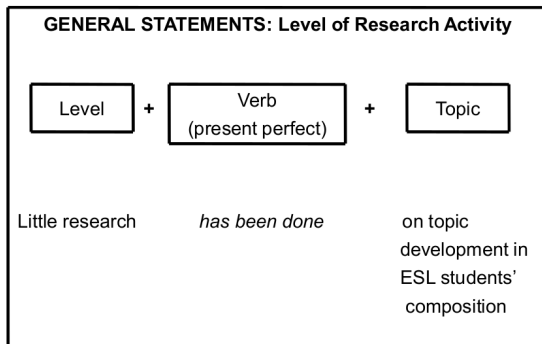 GENERAL STATEMENTS: Level of Research Activity
Level + Verb (present perfect) + Topic
Little research has been done on topic
development in
ESL students’
composition